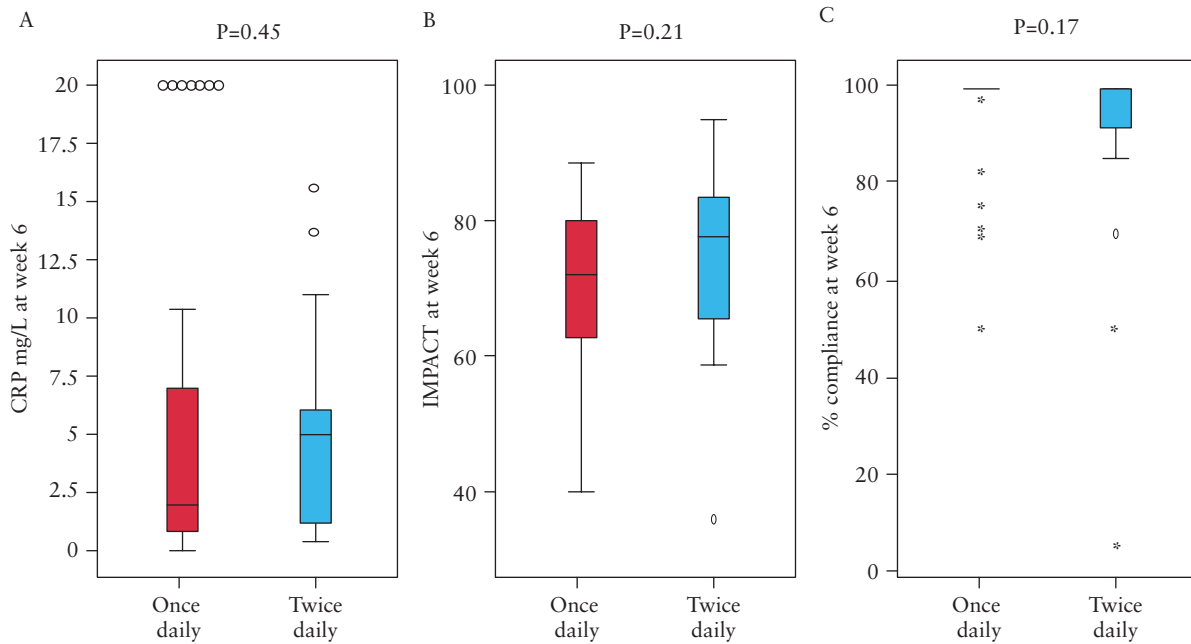 A
P=0.45
CRP mg/L at week 6
20
17.5
15
12.5
10
7.5
5
2.5
0
Once
daily
Twice
daily
B
P=0.21
IMPACT at week 6
100
80
60
40
Once
daily
Twice
daily
C
P=0.17
% compliance at week 6
100
80
60
40
20
0
Once
daily
Twice
daily